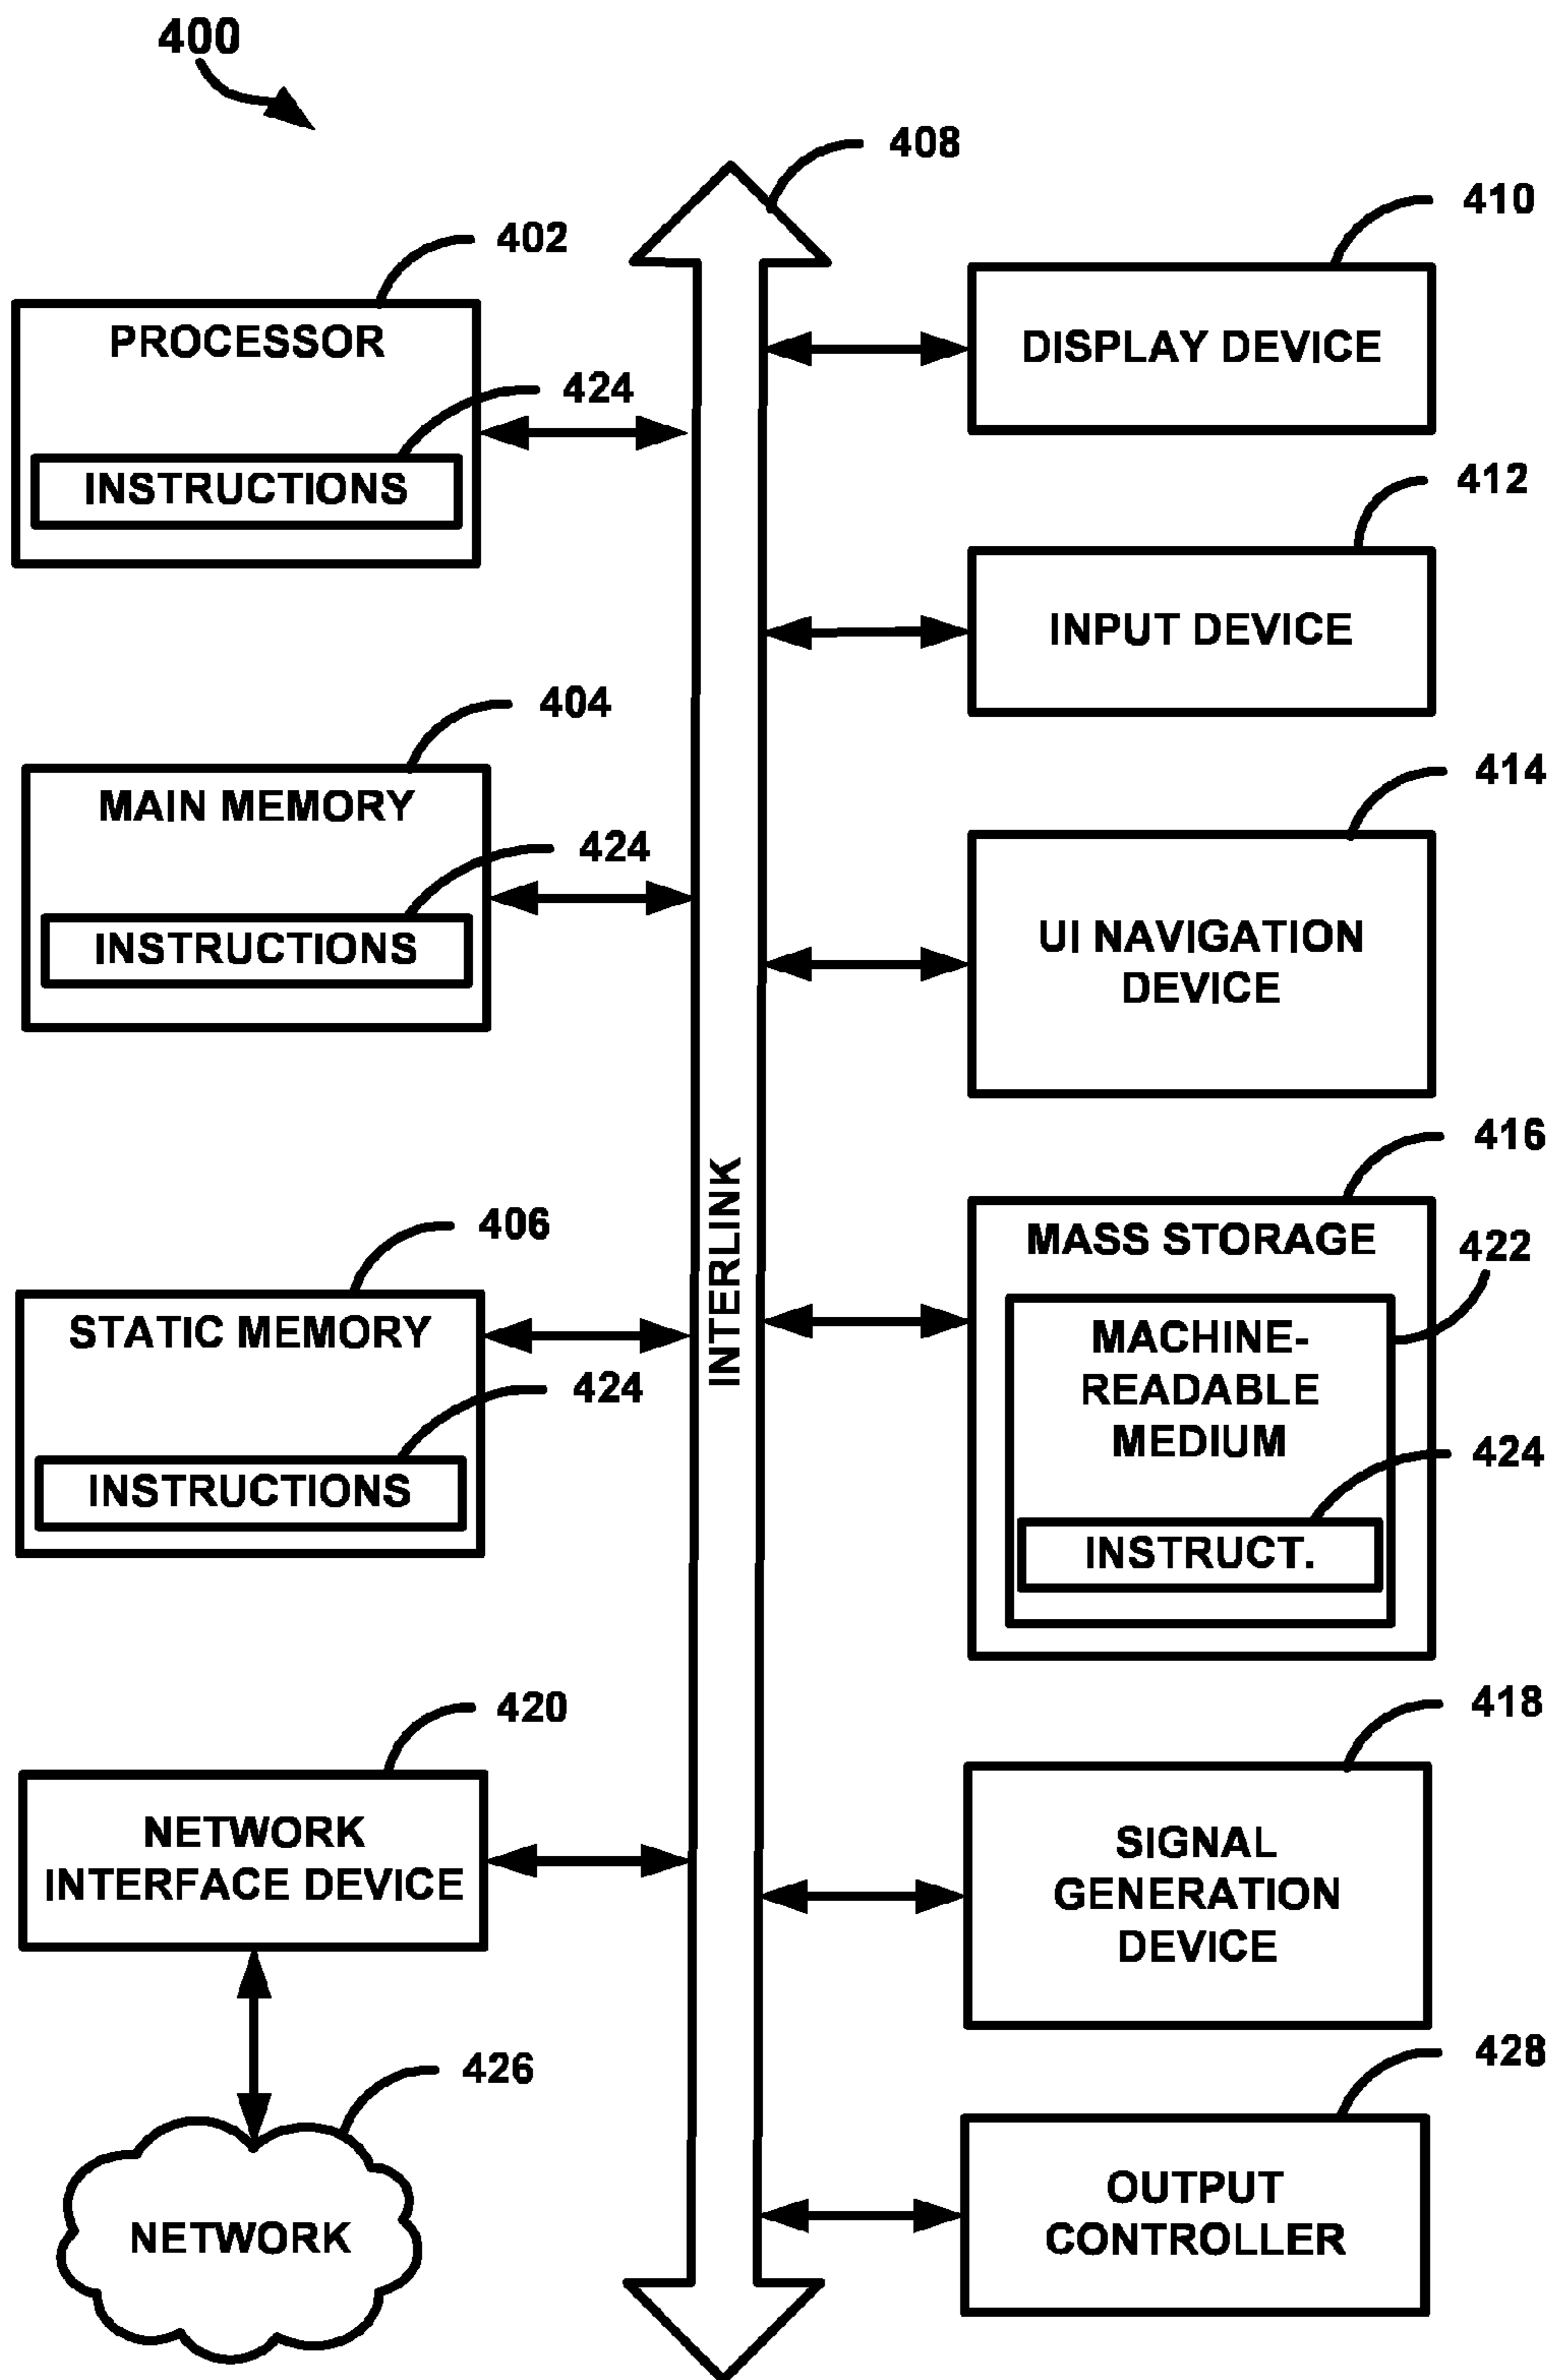 400
408
410
402
PROCESSOR
424
INSTRUCTIONS
DISPLAY DEVICE
412
INPUT DEVICE
404
MAIN MEMORY
424
INSTRUCTIONS
414
UI NAVIGATION
DEVICE
INTERLINK
406
STATIC MEMORY
424
INSTRUCTIONS
416
MASS STORAGE
422
MACHINE-
READABLE
MEDIUM
424
INSTRUCT.
420
NETWORK
INTERFACE DEVICE
418
SIGNAL
GENERATION
DEVICE
426
NETWORK
428
OUTPUT
CONTROLLER